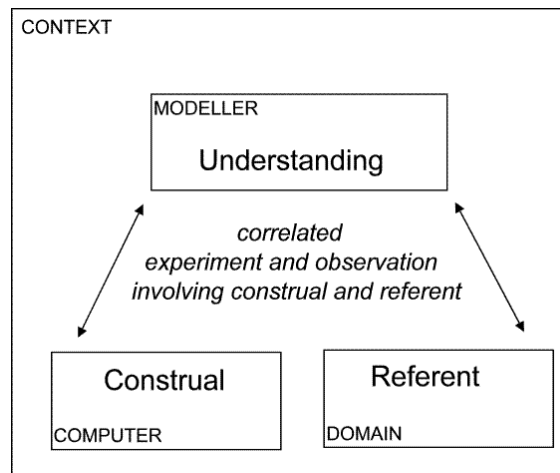 CONTEXT
MODELLER
Understanding
correlated
experiment and observation
involving construal and referent
Construal
COMPUTER
Referent
DOMAIN